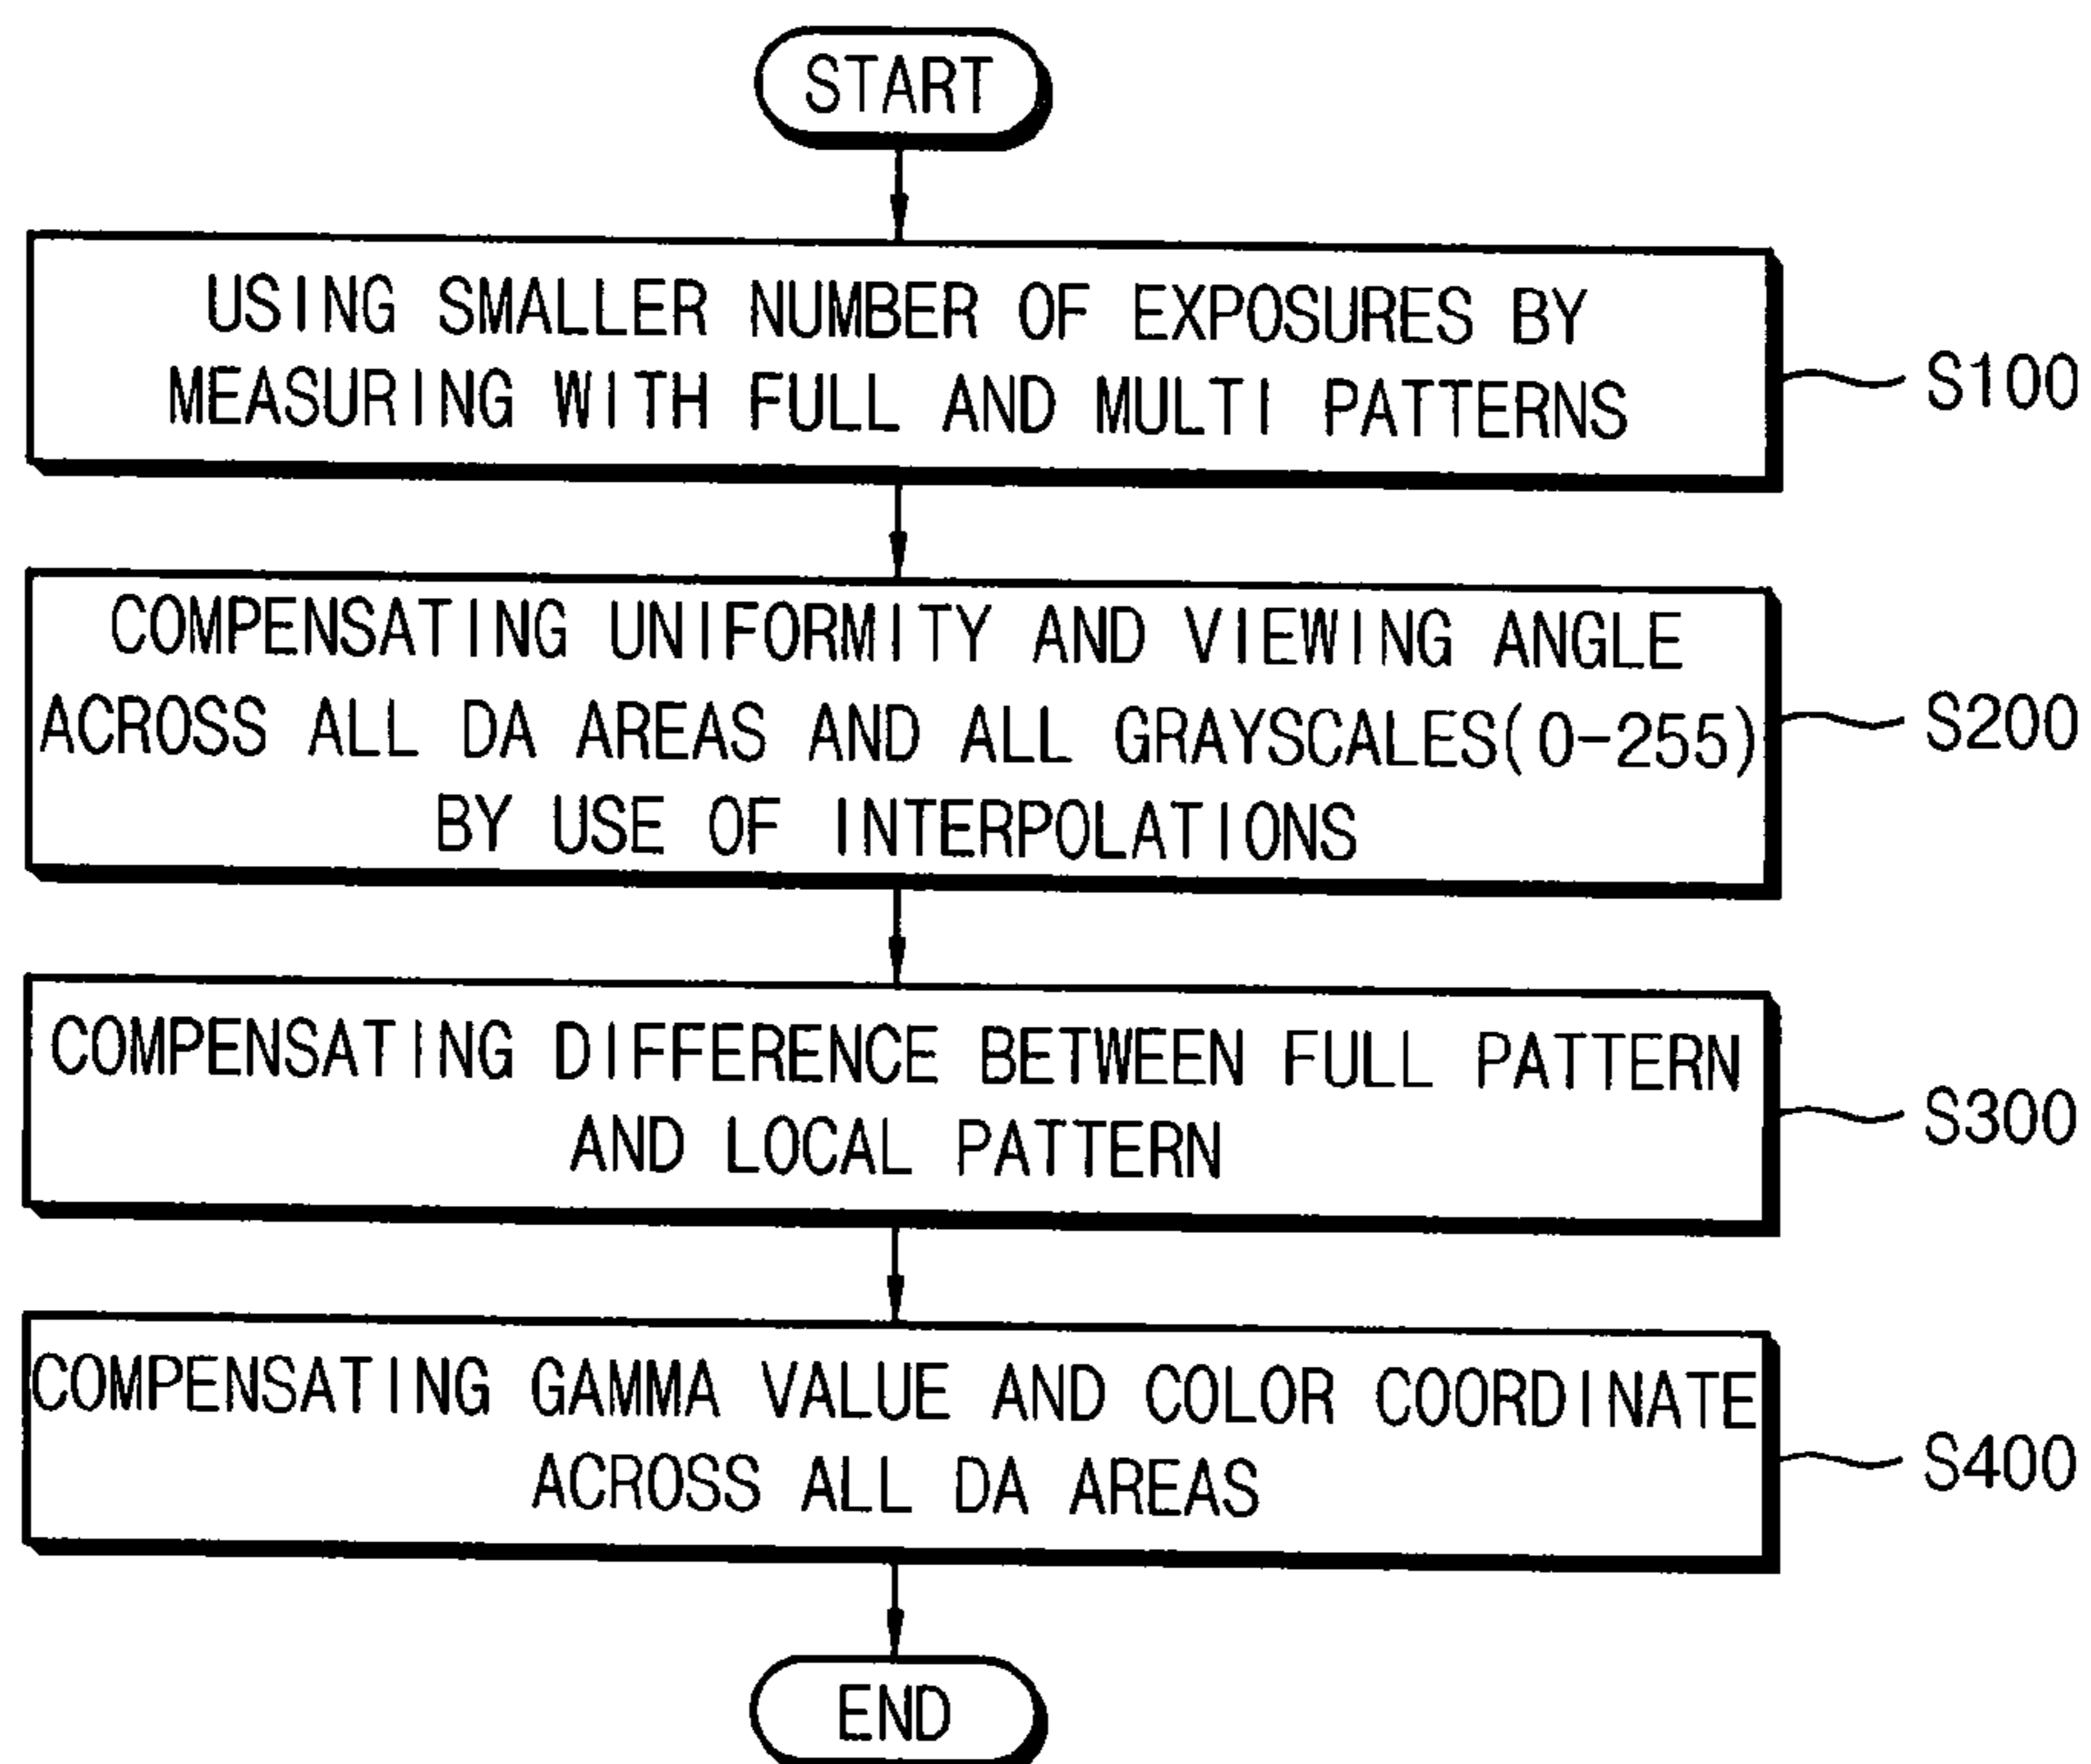 START
USING SMALLER NUMBER OF EXPOSURES BY
MEASURING WITH FULL AND MULTI PATTERNS
S100
COMPENSATING UNIFORMITY AND VIEWING ANGLE
ACROSS ALL DA AREAS AND ALL GRAYSCALES(0-255)
BY USE OF INTERPOLATIONS
S200
COMPENSATING DIFFERENCE BETWEEN FULL PATTERN
AND LOCAL PATTERN
S300
COMPENSATING GAMMA VALUE AND COLOR COORDINATE
ACROSS ALL DA AREAS
S400
END